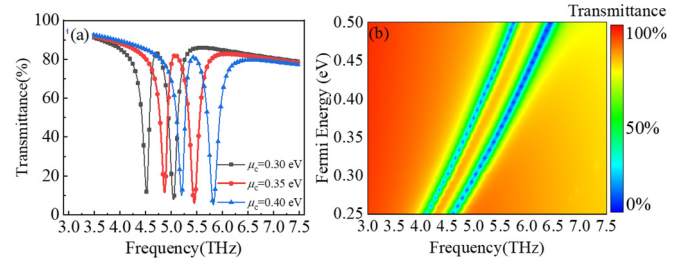 (a)
100
80
60
40
20
0
Transmittance(%)
μc=0.30 eV
μc=0.35 eV
μc=0.40 eV
3.0 3.5 4.0 4.5 5.0 5.5 6.0 6.5 7.0 7.5
Frequency(THz)
(b)
Transmittance
0.50
0.45
0.40
0.35
0.30
0.25
Fermi Energy (eV)
100%
50%
0%
3.0 3.5 4.0 4.5 5.0 5.5 6.0 6.5 7.0 7.5
Frequency(THz)